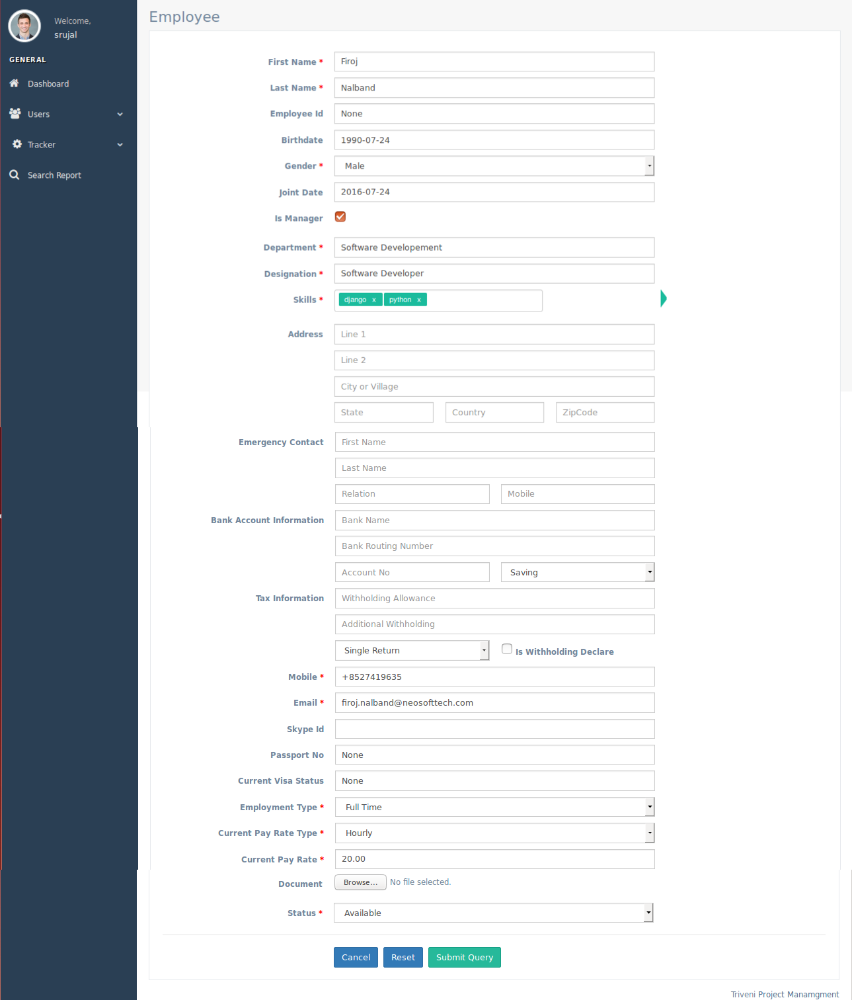 Welcome,
srujal
GENERAL
Dashboard
Users
Tracker
Search Report
Employee
First Name * Firoj
Last Name * Nalband
Employee Id None
Birthdate 1990-07-24
Gender * Male
Joint Date 2016-07-24
Is Manager
Department * Software Developement
Designation * Software Developer
Skills * django x python x
Address Line 1
Line 2
City or Village
State Country ZipCode
Emergency Contact First Name
Last Name
Relation Mobile
Bank Account Information Bank Name
Bank Routing Number
Account No Saving
Tax Information Withholding Allowance
Additional Withholding
Single Return Is Withholding Declare
Mobile * +8527419635
Email * firoj.nalband@neosofttech.com
Skype Id
Passport No None
Current Visa Status None
Employment Type * Full Time
Current Pay Rate Type * Hourly
Current Pay Rate * 20.00
Document Browse... No file selected.
Status * Available
Cancel Reset Submit Query
Triveni Project Manamgment